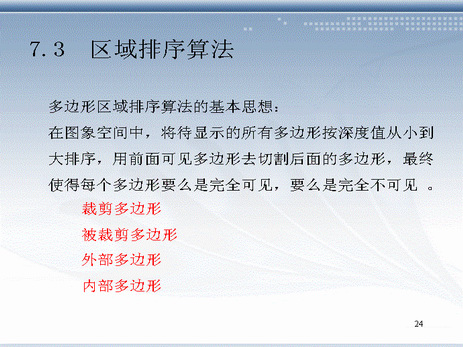 7.3 区域排序算法
多边形区域排序算法的基本思想：
在图象空间中，将待显示的所有多边形按深度值从小到
大排序，用前面可见多边形去切割后面的多边形，最终
使得每个多边形要么是完全可见，要么是完全不可见 。
裁剪多边形
被裁剪多边形
外部多边形
内部多边形
24